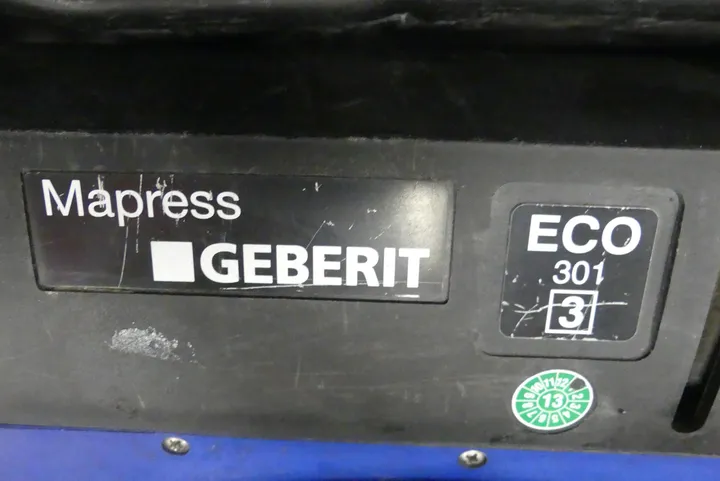 Mapress
GEBERIT
ECO
301
3
13